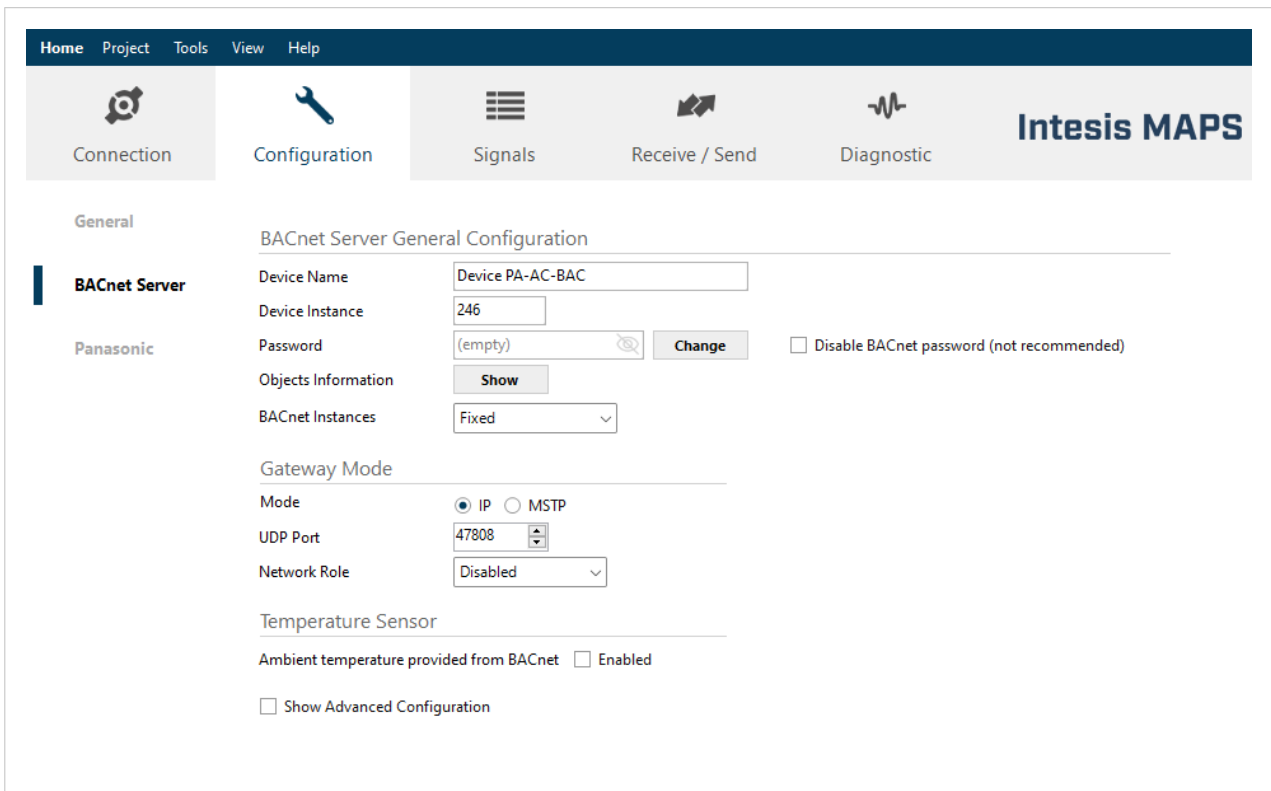 Home Project Tools View Help
Connection Configuration Signals Receive / Send Diagnostic Intesis MAPS
General
BACnet Server
Panasonic
BACnet Server General Configuration
Device Name Device PA-AC-BAC
Device Instance 246
Password (empty) Change Disable BACnet password (not recommended)
Objects Information Show
BACnet Instances Fixed
Gateway Mode
Mode IP MSTP
UDP Port 47808
Network Role Disabled
Temperature Sensor
Ambient temperature provided from BACnet Enabled
Show Advanced Configuration